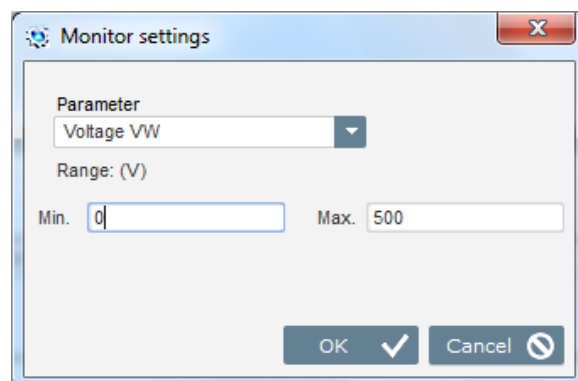 Monitor settings
Parameter
Voltage VW
Range: (V)
Min. 0 Max. 500
OK Cancel